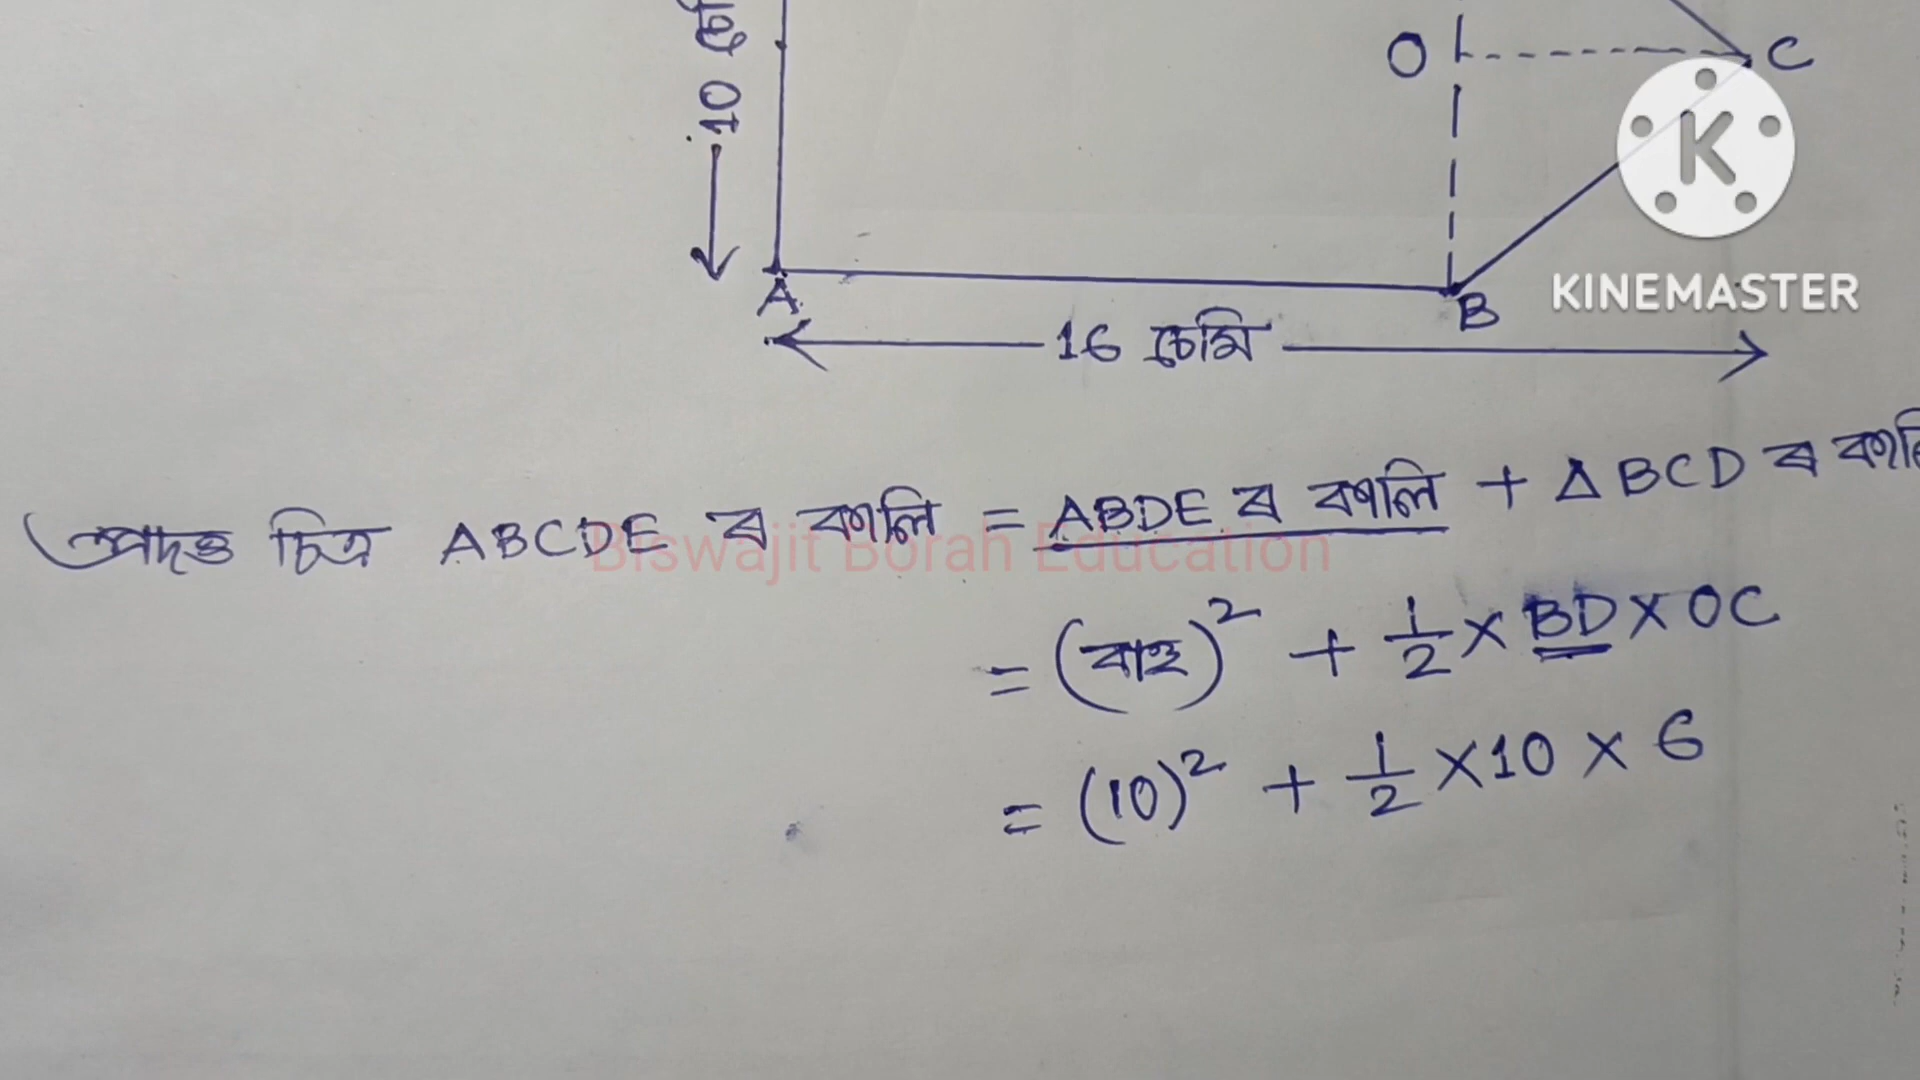 10
O C
A
B
KINEMASTER
16 চেমি
প্ৰদত্ত চিত্ৰ ABCDE ৰ কালি = ABDE ৰ কালি + Δ BCD ৰ
Biswajit Borah Education
= (বাহু)² + 1/2 × BD × OC
= (10)² + 1/2 × 10 × 6